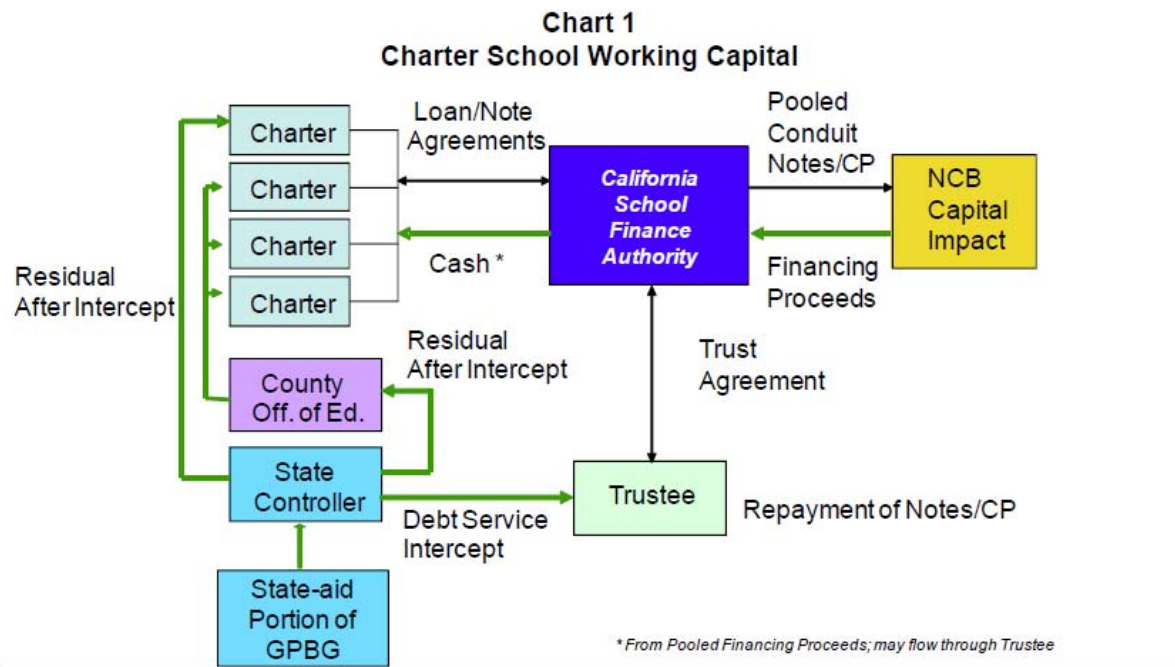 Chart 1
Charter School Working Capital
Charter
Charter
Charter
Charter
Loan/Note
Agreements
Cash *
California
School
Finance
Authority
Pooled
Conduit
Notes/CP
NCB
Capital
Impact
Financing
Proceeds
Residual
After Intercept
Residual
After Intercept
County
Off. of Ed.
Trust
Agreement
State
Controller
Debt Service
Intercept
Trustee
Repayment of Notes/CP
State-aid
Portion of
GPBG
* From Pooled Financing Proceeds; may flow through Trustee